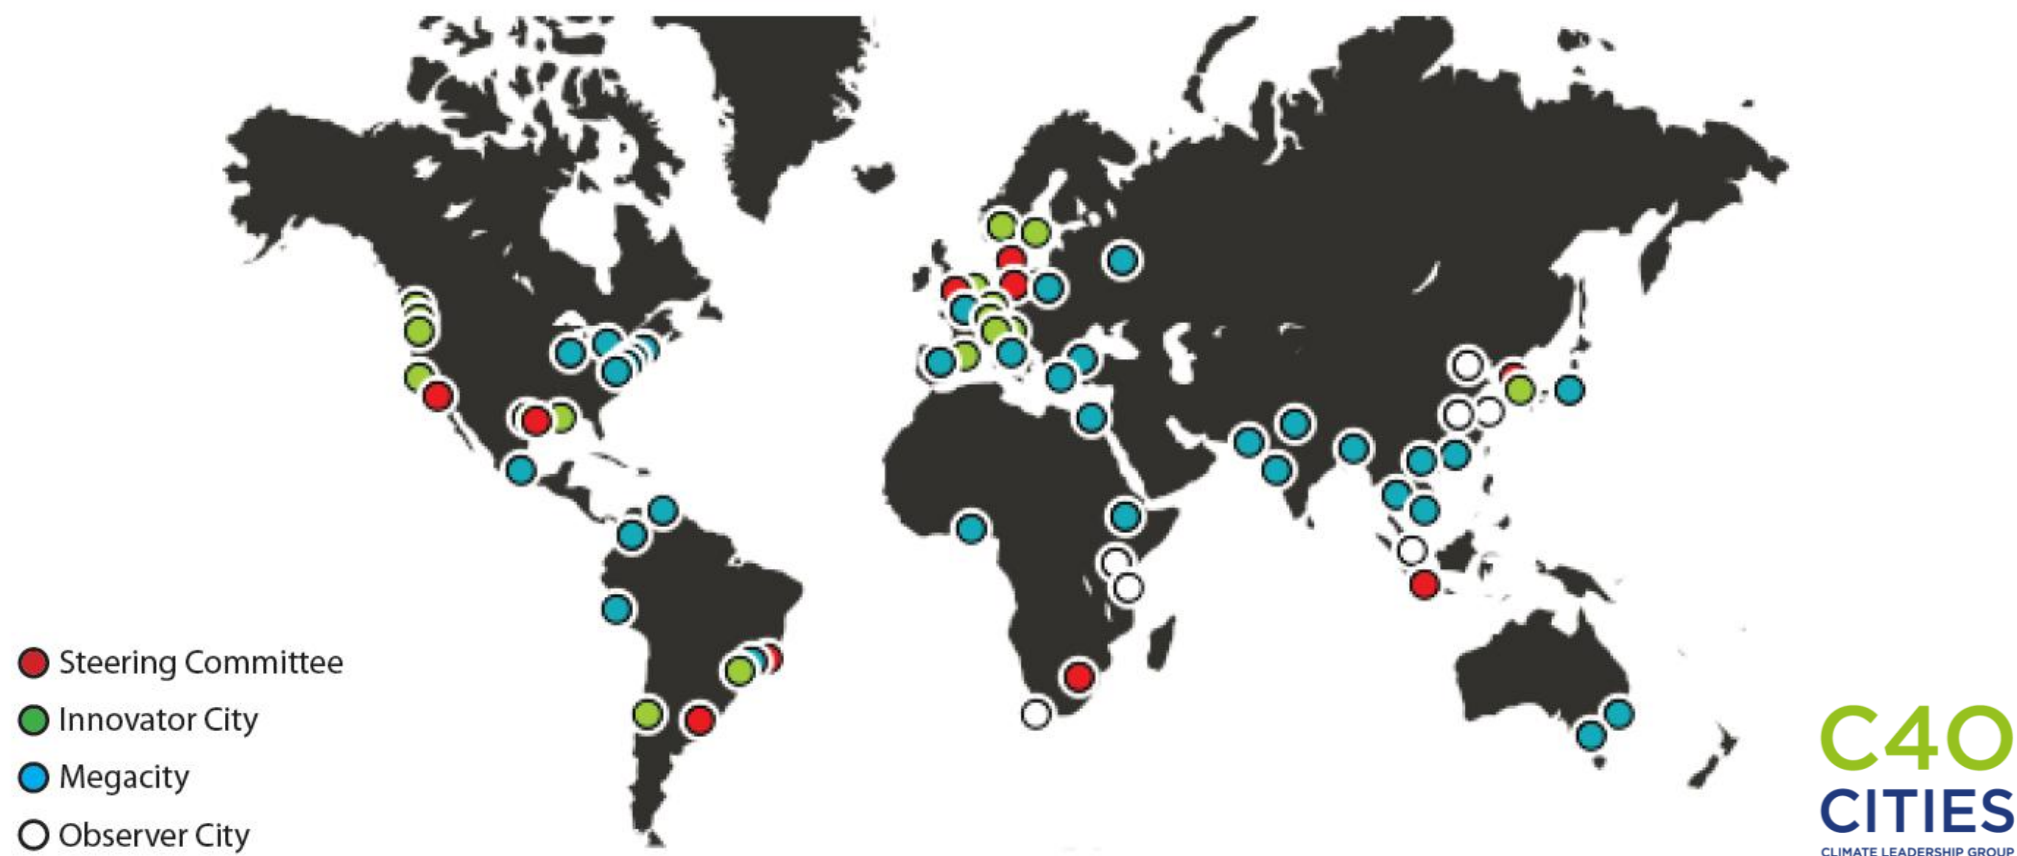 Steering Committee
Innovator City
Megacity
Observer City
C40
CITIES
CLIMATE LEADERSHIP GROUP